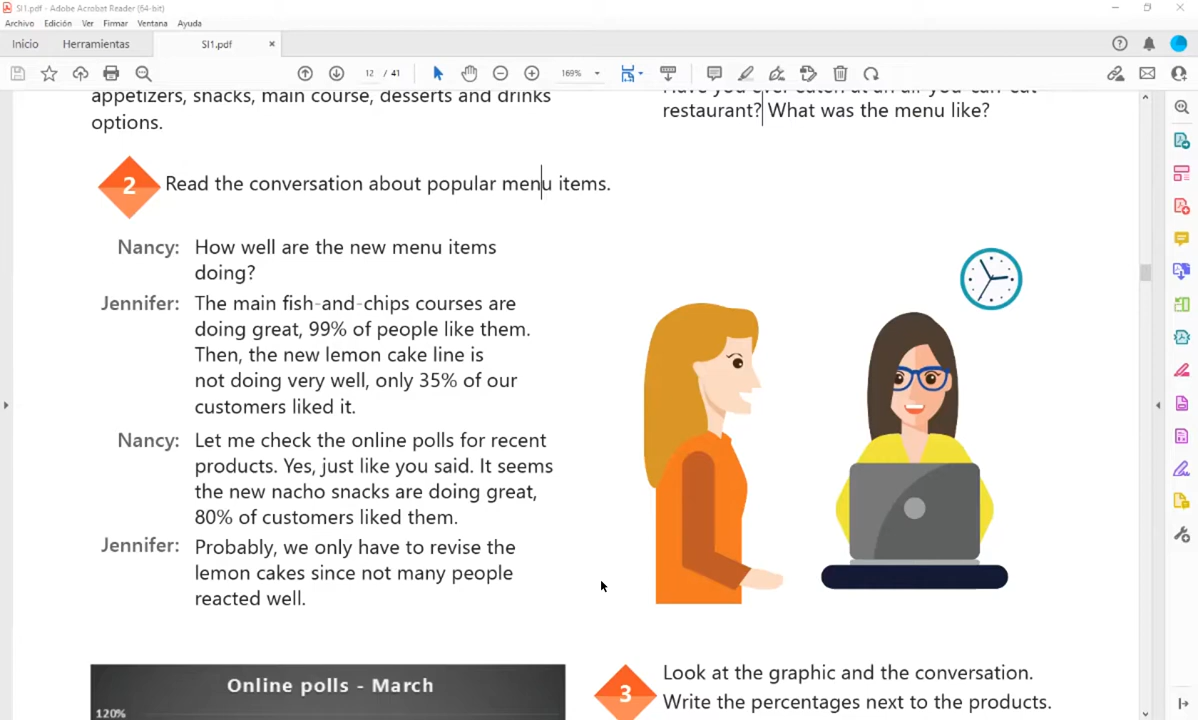 SI1.pdf - Adobe Acrobat Reader (64-bit)
Archivo Edición Ver Firmar Ventana Ayuda
Inicio Herramientas SI1.pdf ×
12 / 41 169%
appetizers, snacks, main course, desserts and drinks
options.
restaurant? What was the menu like?
2 Read the conversation about popular menu items.
Nancy: How well are the new menu items
doing?
Jennifer: The main fish-and-chips courses are
doing great, 99% of people like them.
Then, the new lemon cake line is
not doing very well, only 35% of our
customers liked it.
Nancy: Let me check the online polls for recent
products. Yes, just like you said. It seems
the new nacho snacks are doing great,
80% of customers liked them.
Jennifer: Probably, we only have to revise the
lemon cakes since not many people
reacted well.
Online polls - March
120%
3 Look at the graphic and the conversation.
Write the percentages next to the products.